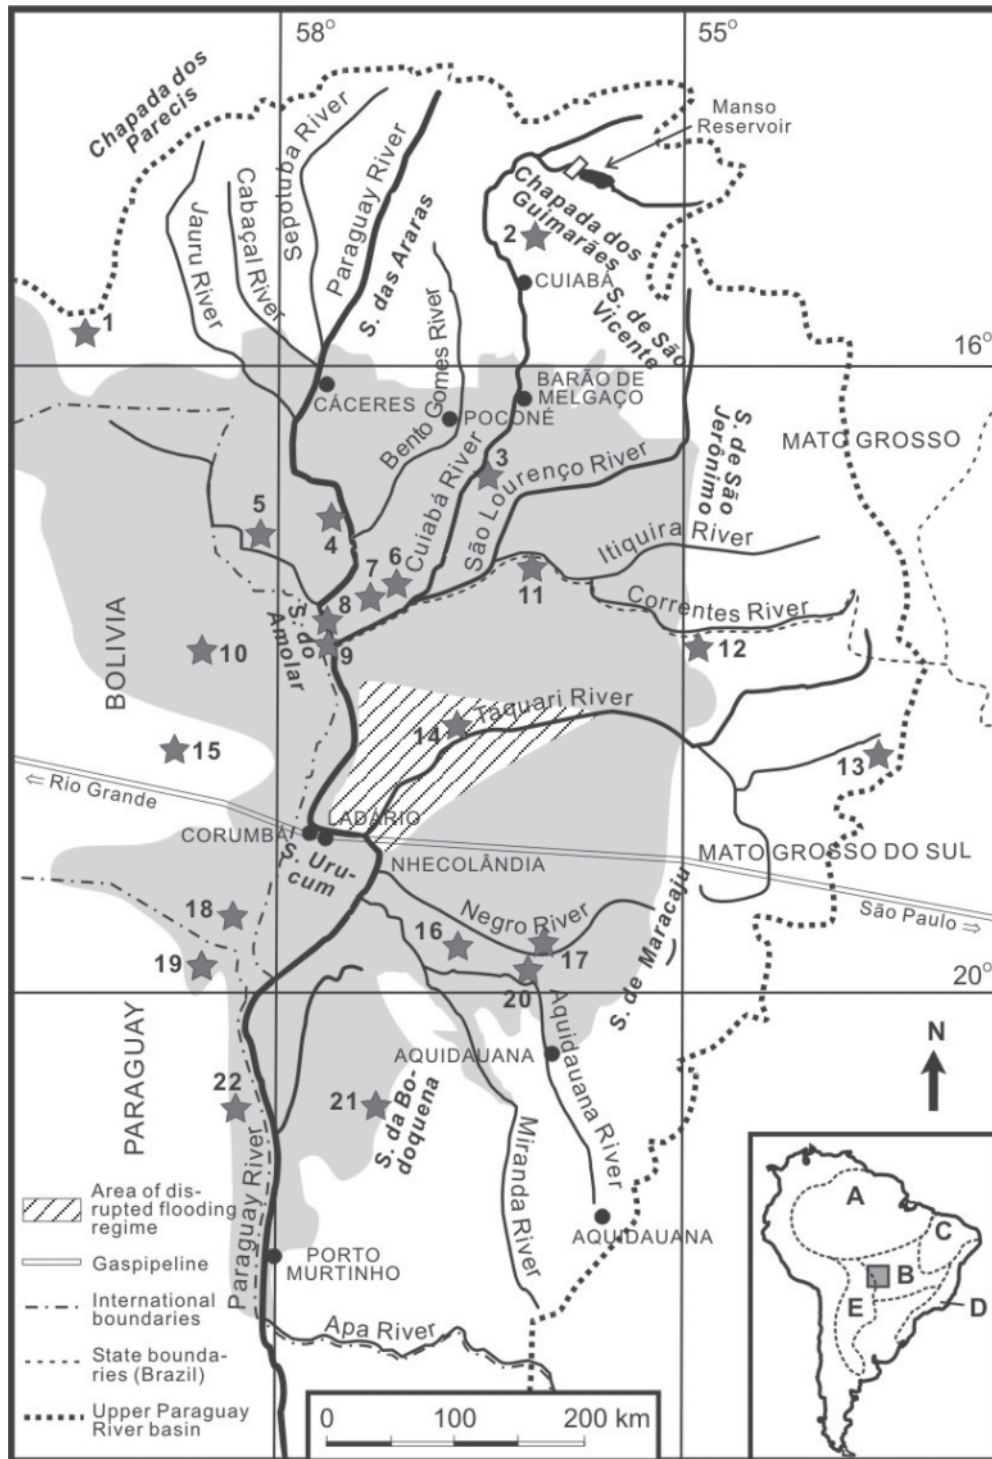 58°
55°
Chapada dos
Parecis
Sepotuba River
Manso
Reservoir
Cabaçal River
Paraguay River
Jauru River
S. das Araras
Chapada dos
Guimarães
2
CUIABÁ
S. de São
Vicente
1
Bento Gomes River
16°
CÁCERES
BARÃO DE
MELGAÇO
POCONÉ
S. de São
Jerônimo
MATO GROSSO
3
Cuiabá River
São Lourenço River
5
4
Itiquira River
6
7
8
11
Correntes River
BOLIVIA
S. do
Amolar
9
10
12
Taquari River
14
15
13
⇐ Rio Grande
LADÁRIO
CORUMBÁ
S. Uru-
cum
NHECOLÂNDIA
MATO GROSSO DO SUL
Negro River
São Paulo ⇒
18
16
17
S. de Maracaju
19
20
20°
PARAGUAY
Aquidauana River
AQUIDAUANA
N
22
21
S. da Bo-
doquena
Miranda River
Paraguay River
Area of dis-
rupted flooding
regime
AQUIDAUANA
Gaspipeline
PORTO
MURTINHO
International
boundaries
Apa River
State bounda-
ries (Brazil)
Upper Paraguay
River basin
0 100 200 km
A
C
B
E
D